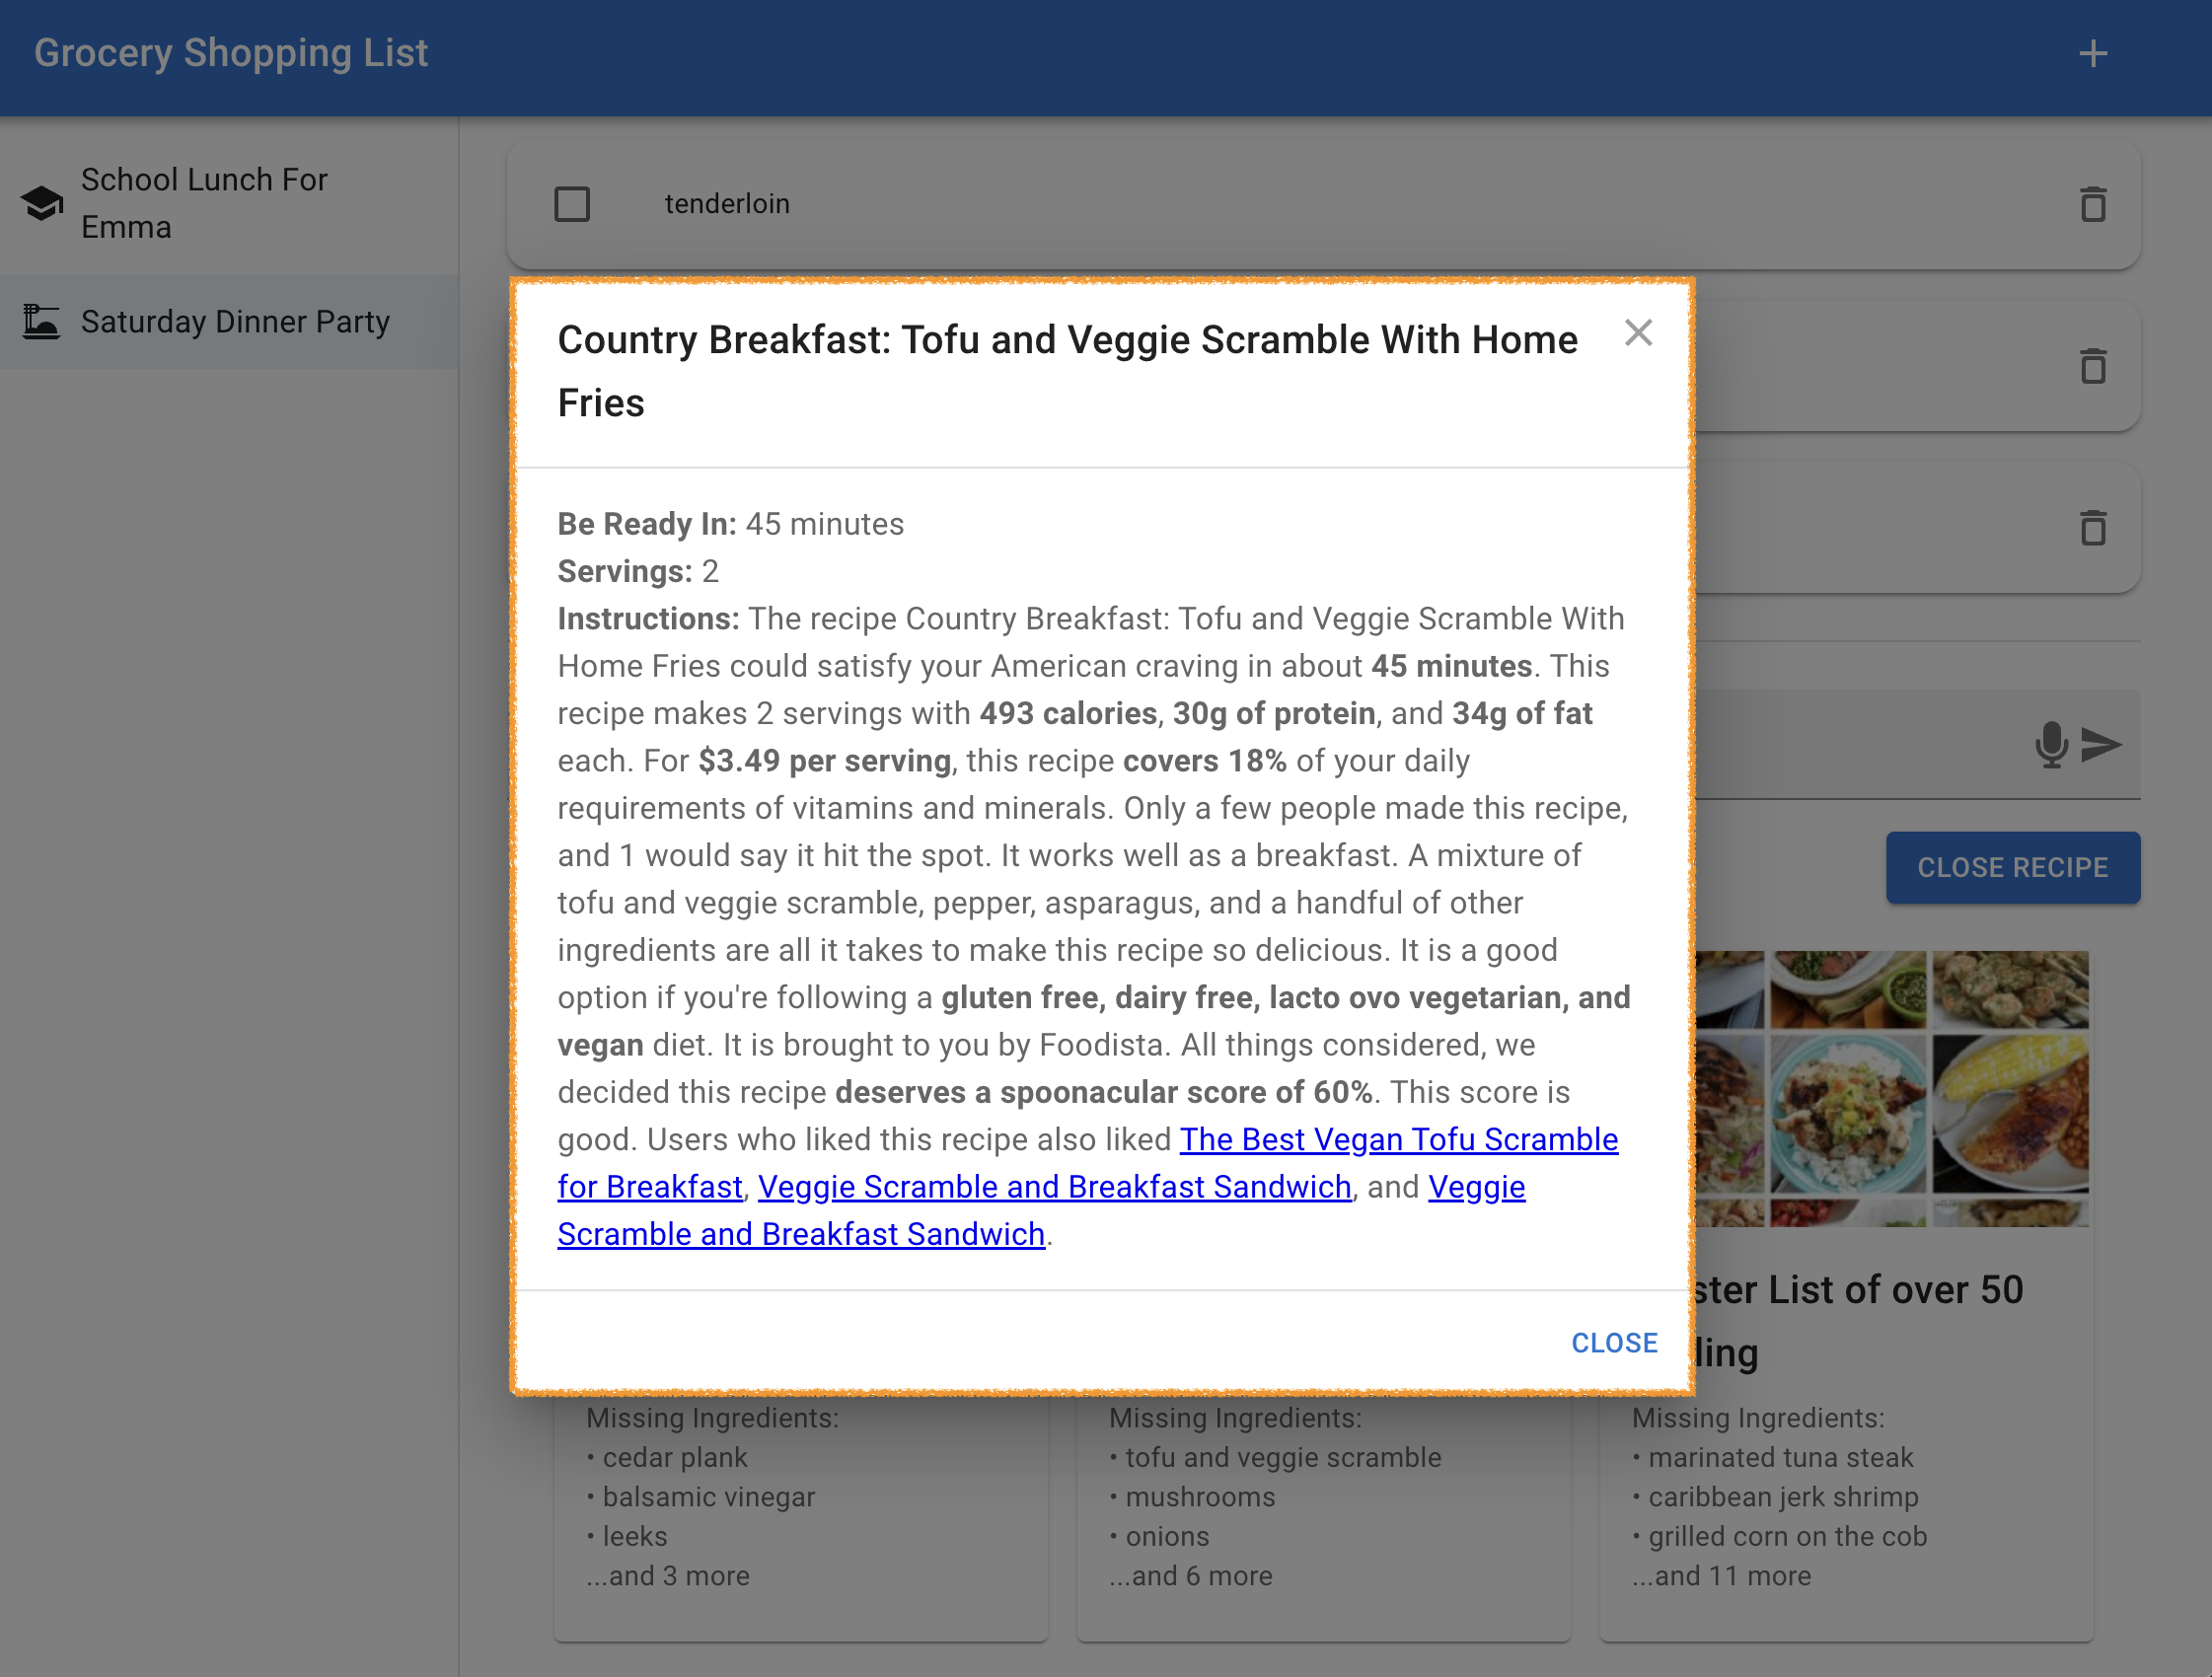 Grocery Shopping List
School Lunch For
Emma
Saturday Dinner Party
tenderloin
Country Breakfast: Tofu and Veggie Scramble With Home
Fries
Be Ready In: 45 minutes
Servings: 2
Instructions: The recipe Country Breakfast: Tofu and Veggie Scramble With
Home Fries could satisfy your American craving in about 45 minutes. This
recipe makes 2 servings with 493 calories, 30g of protein, and 34g of fat
each. For $3.49 per serving, this recipe covers 18% of your daily
requirements of vitamins and minerals. Only a few people made this recipe,
and 1 would say it hit the spot. It works well as a breakfast. A mixture of
tofu and veggie scramble, pepper, asparagus, and a handful of other
ingredients are all it takes to make this recipe so delicious. It is a good
option if you're following a gluten free, dairy free, lacto ovo vegetarian, and
vegan diet. It is brought to you by Foodista. All things considered, we
decided this recipe deserves a spoonacular score of 60%. This score is
good. Users who liked this recipe also liked The Best Vegan Tofu Scramble
for Breakfast, Veggie Scramble and Breakfast Sandwich, and Veggie
Scramble and Breakfast Sandwich.
CLOSE
CLOSE RECIPE
Missing Ingredients:
• cedar plank
• balsamic vinegar
• leeks
...and 3 more
Missing Ingredients:
• tofu and veggie scramble
• mushrooms
• onions
...and 6 more
ster List of over 50
ling
Missing Ingredients:
• marinated tuna steak
• caribbean jerk shrimp
• grilled corn on the cob
...and 11 more